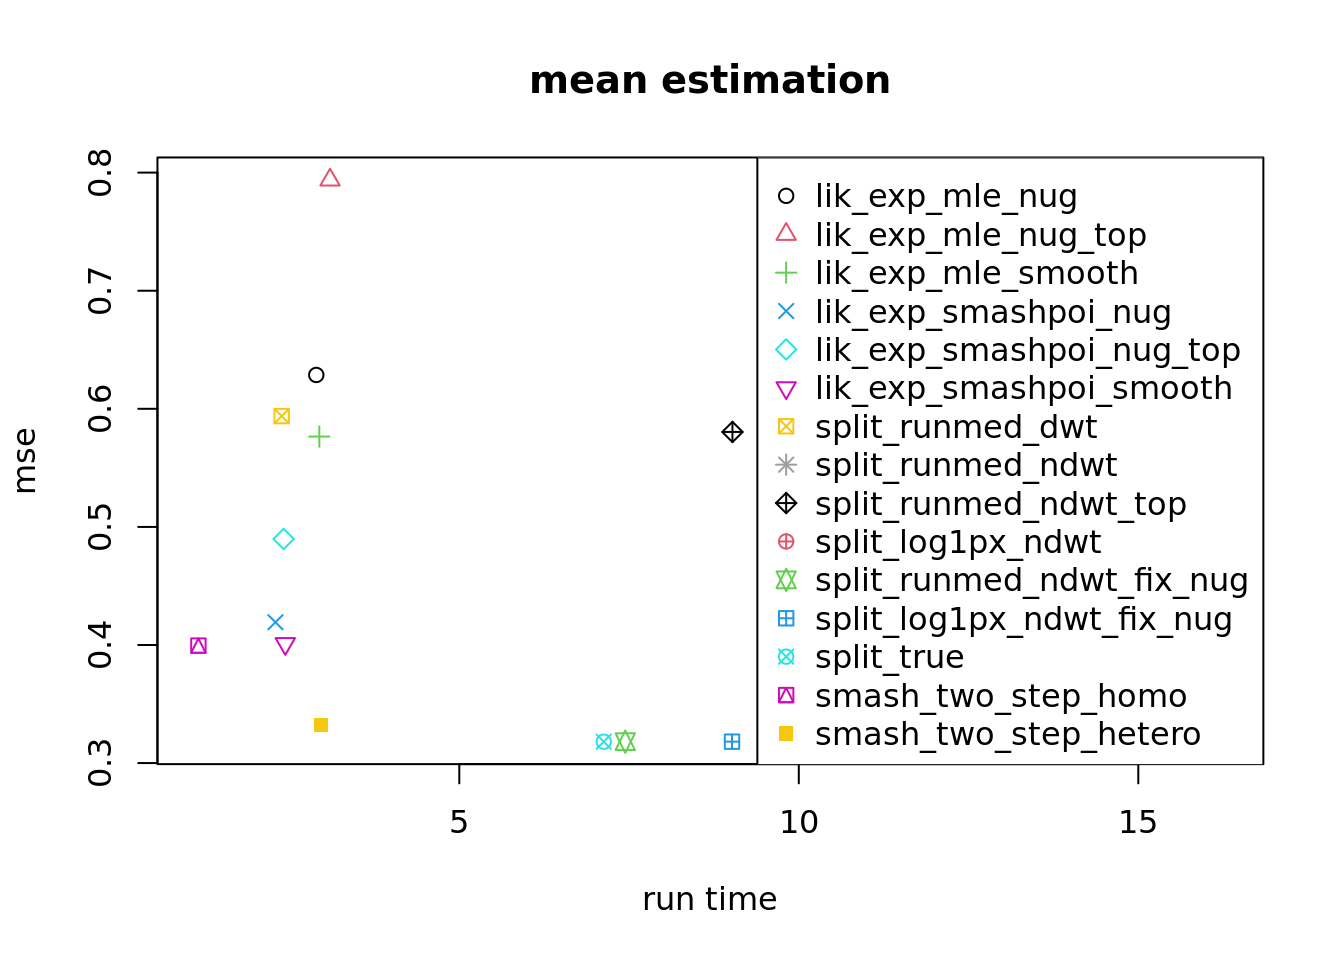 mean estimation
mse
0.8
0.7
0.6
0.5
0.4
0.3
lik_exp_mle_nug
lik_exp_mle_nug_top
lik_exp_mle_smooth
lik_exp_smashpoi_nug
lik_exp_smashpoi_nug_top
lik_exp_smashpoi_smooth
split_runmed_dwt
split_runmed_ndwt
split_runmed_ndwt_top
split_log1px_ndwt
split_runmed_ndwt_fix_nug
split_log1px_ndwt_fix_nug
split_true
smash_two_step_homo
smash_two_step_hetero
5 10 15
run time